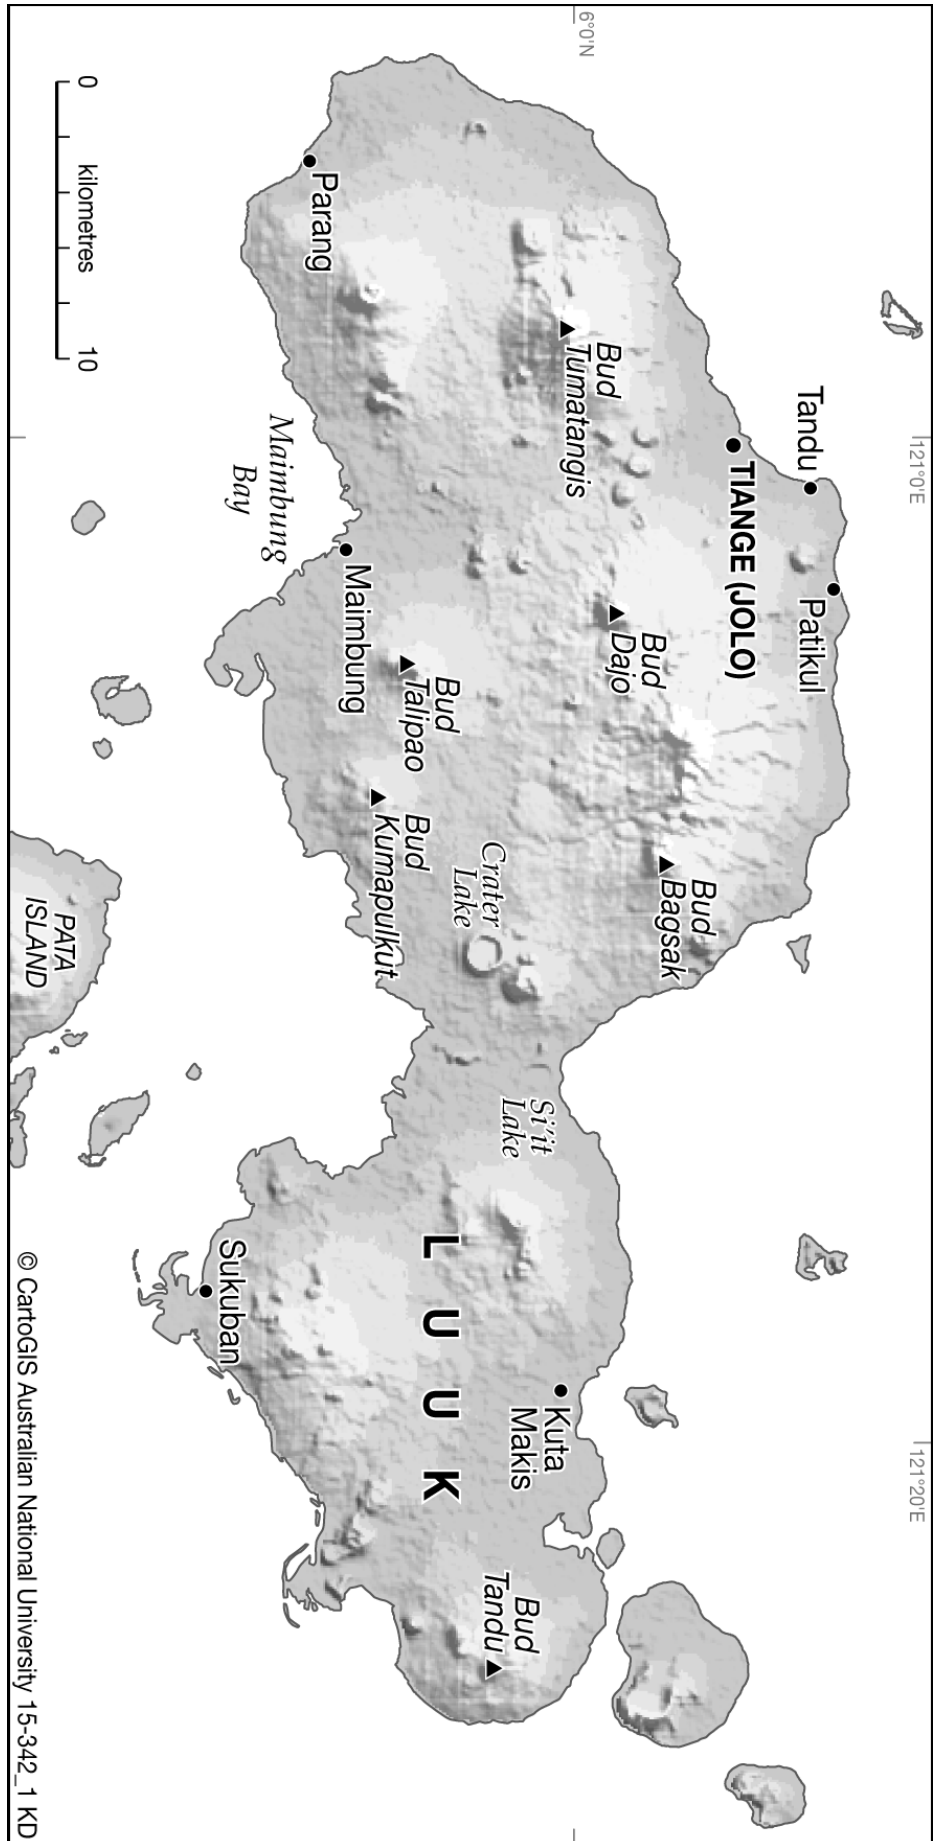 121°0'E
121°20'E
6°0'N
Tandu
Patikul
TIANGE (JOLO)
Bud
Tumatangis
Bud
Dajo
Bud
Bagsak
Parang
Maimbung
Bay
Maimbung
Bud
Talipao
Bud
Kumapulkut
Crater
Lake
Si'it
Lake
Kuta
Makis
LUUK
Bud
Tandu
Sukuban
PATA
ISLAND
0 kilometres 10
© CartoGIS Australian National University 15-342_1 KD